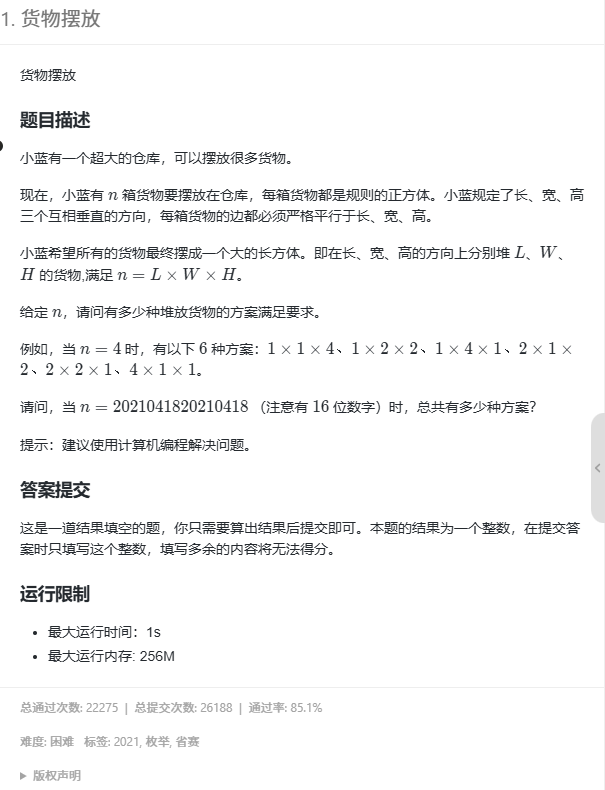 1. 货物摆放
货物摆放
题目描述
小蓝有一个超大的仓库，可以摆放很多货物。
现在，小蓝有 n 箱货物要摆放在仓库，每箱货物都是规则的正方体。小蓝规定了长、宽、高
三个互相垂直的方向，每箱货物的边都必须严格平行于长、宽、高。
小蓝希望所有的货物最终摆成一个大的长方体。即在长、宽、高的方向上分别堆 L、W、
H 的货物,满足 n = L × W × H。
给定 n，请问有多少种堆放货物的方案满足要求。
例如，当 n = 4 时，有以下 6 种方案：1 × 1 × 4、1 × 2 × 2、1 × 4 × 1、2 × 1 ×
2、2 × 2 × 1、4 × 1 × 1。
请问，当 n = 2021041820210418 （注意有 16 位数字）时，总共有多少种方案？
提示：建议使用计算机编程解决问题。
答案提交
这是一道结果填空的题，你只需要算出结果后提交即可。本题的结果为一个整数，在提交答
案时只填写这个整数，填写多余的内容将无法得分。
运行限制
• 最大运行时间：1s
• 最大运行内存: 256M
总通过次数: 22275 | 总提交次数: 26188 | 通过率: 85.1%
难度: 困难 标签: 2021, 枚举, 省赛
▶ 版权声明